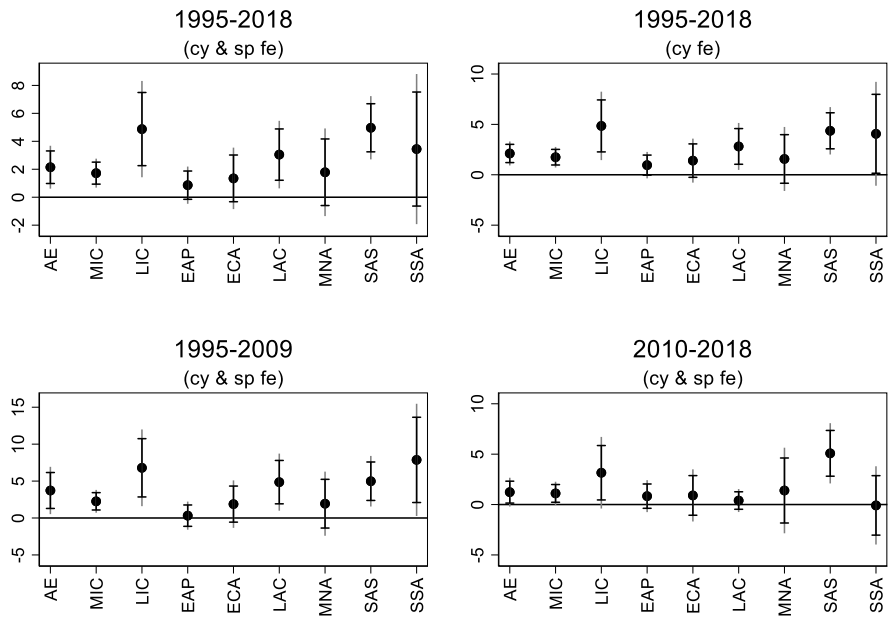 1995-2018
(cy & sp fe)
8
6
4
2
0
-2
AE
MIC
LIC
EAP
ECA
LAC
MNA
SAS
SSA
1995-2018
(cy fe)
10
5
0
-5
AE
MIC
LIC
EAP
ECA
LAC
MNA
SAS
SSA
1995-2009
(cy & sp fe)
15
10
5
0
-5
AE
MIC
LIC
EAP
ECA
LAC
MNA
SAS
SSA
2010-2018
(cy & sp fe)
10
5
0
-5
AE
MIC
LIC
EAP
ECA
LAC
MNA
SAS
SSA